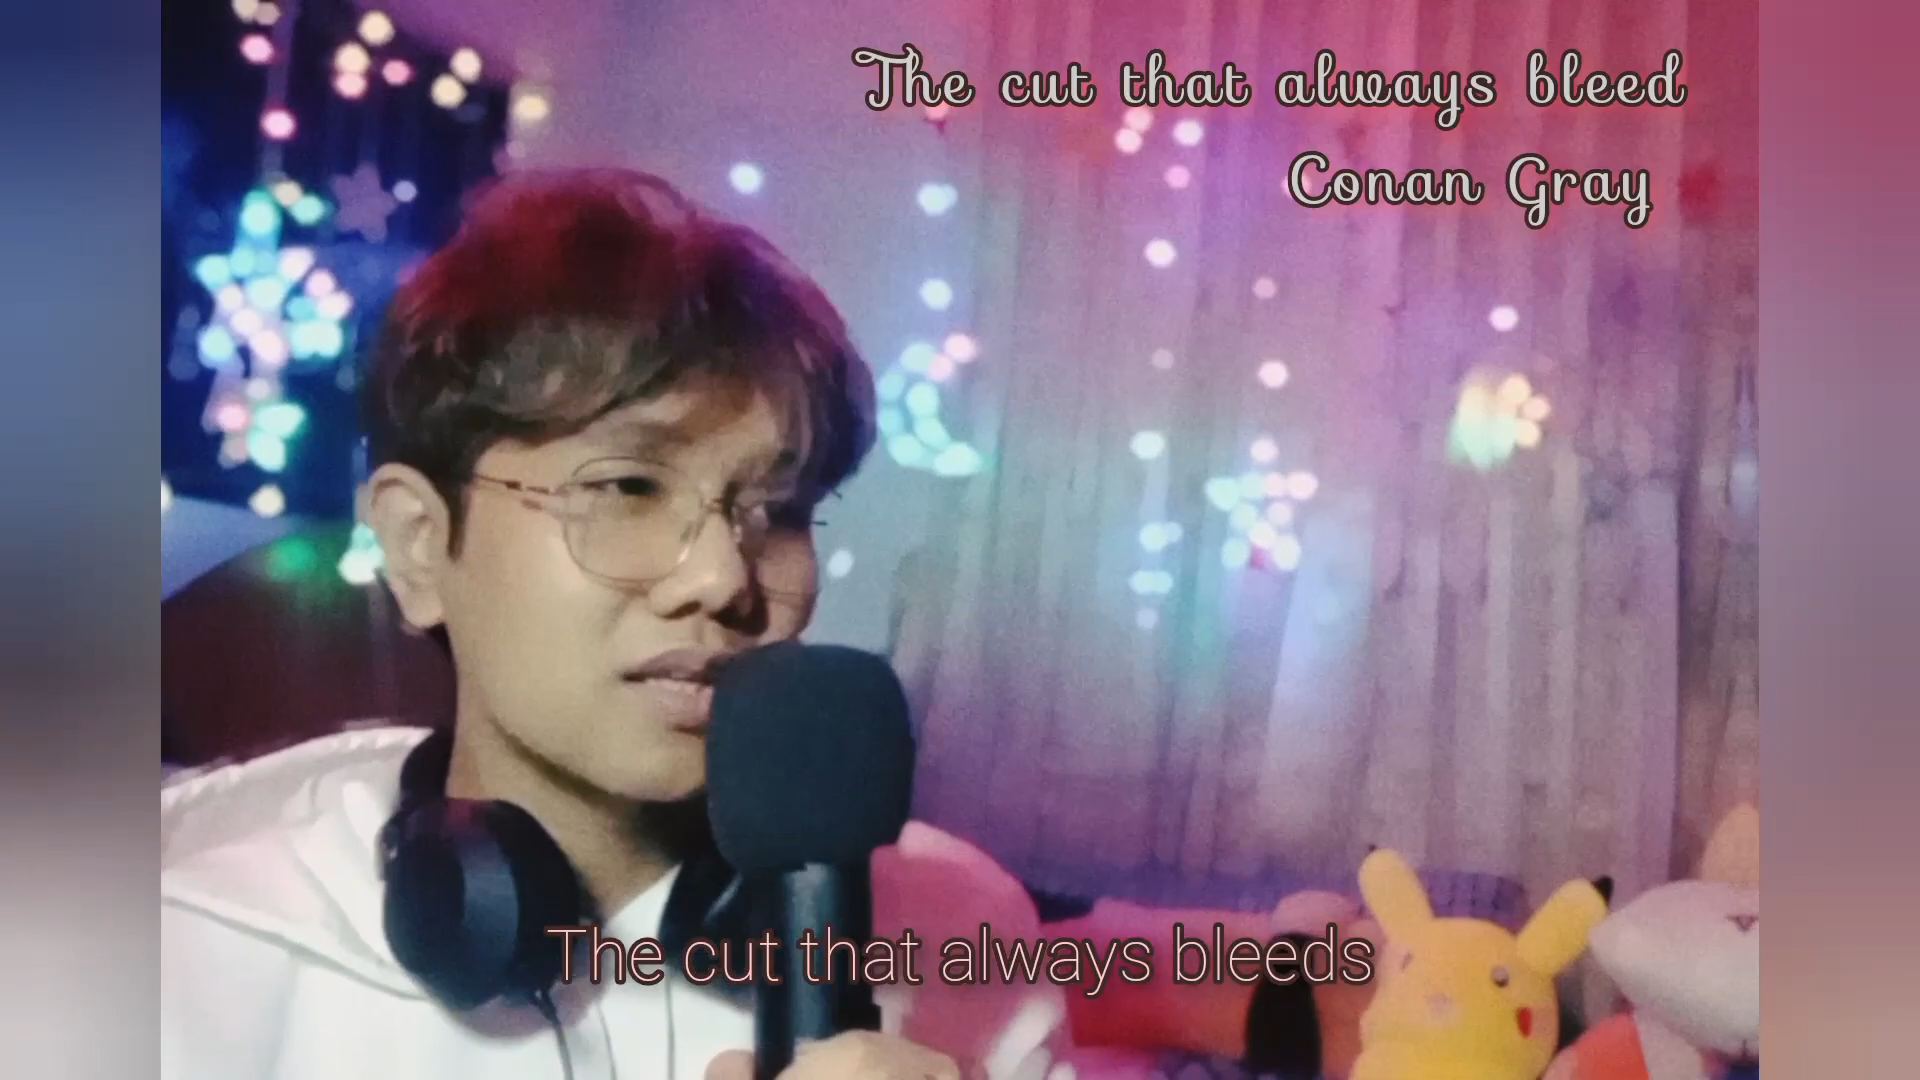 The cut that always bleed
Conan Gray
The cut that always bleeds